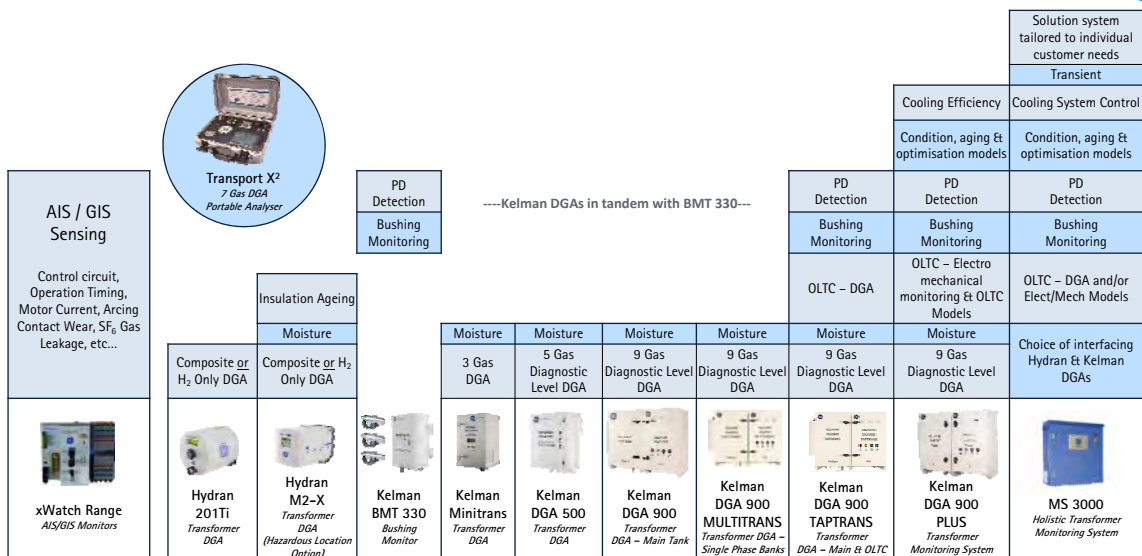 Solution system
tailored to individual
customer needs
Transient
Cooling Efficiency
Cooling System Control
Condition, aging &
optimisation models
Condition, aging &
optimisation models
Transport X²
7 Gas DGA
Portable Analyser
AIS / GIS
Sensing
Control circuit,
Operation Timing,
Motor Current, Arcing
Contact Wear, SF₆ Gas
Leakage, etc...
PD
Detection
Bushing
Monitoring
----Kelman DGAs in tandem with BMT 330---
PD
Detection
PD
Detection
PD
Detection
Bushing
Monitoring
Bushing
Monitoring
Bushing
Monitoring
OLTC – DGA
OLTC – Electro
mechanical
monitoring & OLTC
Models
OLTC – DGA and/or
Elect/Mech Models
Insulation Ageing
Moisture
Moisture
Moisture
Moisture
Moisture
Moisture
Moisture
Choice of interfacing
Hydran & Kelman
DGAs
Composite or
H₂ Only DGA
Composite or H₂
Only DGA
3 Gas
DGA
5 Gas
Diagnostic
Level DGA
9 Gas
Diagnostic Level
DGA
9 Gas
Diagnostic Level
DGA
9 Gas
Diagnostic Level
DGA
9 Gas
Diagnostic Level
DGA
xWatch Range
AIS/GIS Monitors
Hydran
201Ti
Transformer
DGA
Hydran
M2-X
Transformer
DGA
(Hazardous Location
Option)
Kelman
BMT 330
Bushing
Monitor
Kelman
Minitrans
Transformer
DGA
Kelman
DGA 500
Transformer
DGA
Kelman
DGA 900
Transformer
DGA – Main Tank
Kelman
DGA 900
MULTITRANS
Transformer DGA –
Single Phase Banks
Kelman
DGA 900
TAPTRANS
Transformer
DGA – Main & OLTC
Kelman
DGA 900
PLUS
Transformer
Monitoring System
MS 3000
Holistic Transformer
Monitoring System